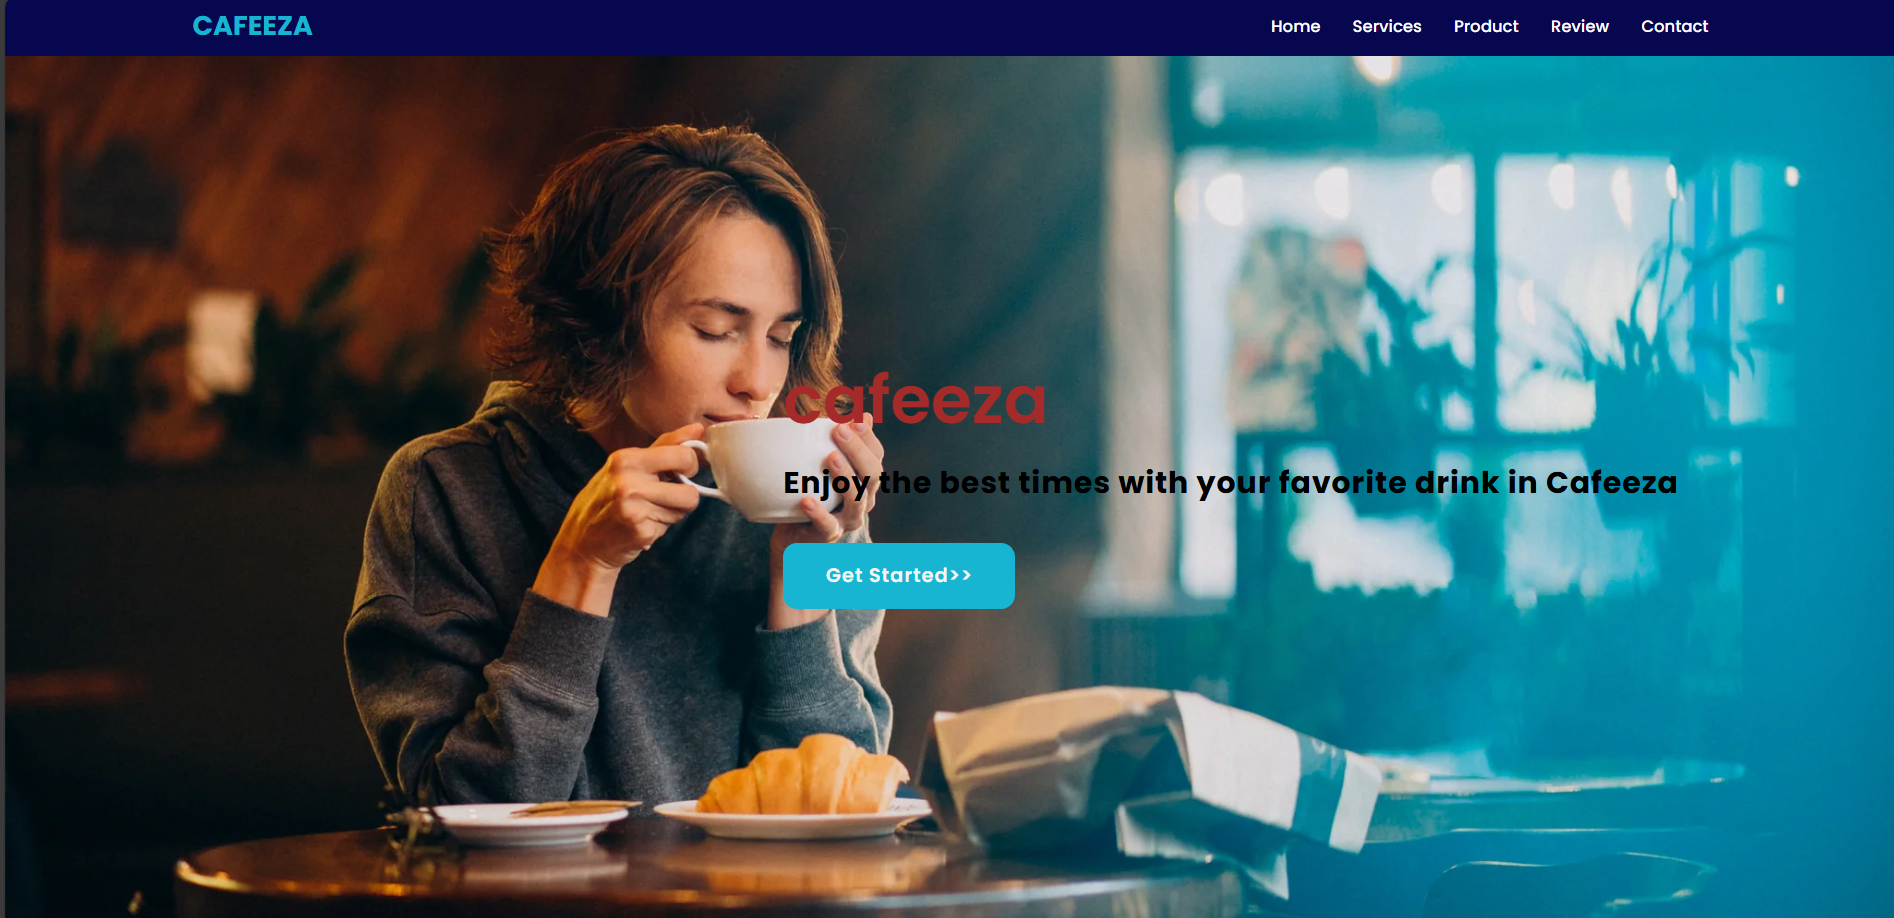 CAFEEZA
Home Services Product Review Contact
cafeeza
Enjoy the best times with your favorite drink in Cafeeza
Get Started>>